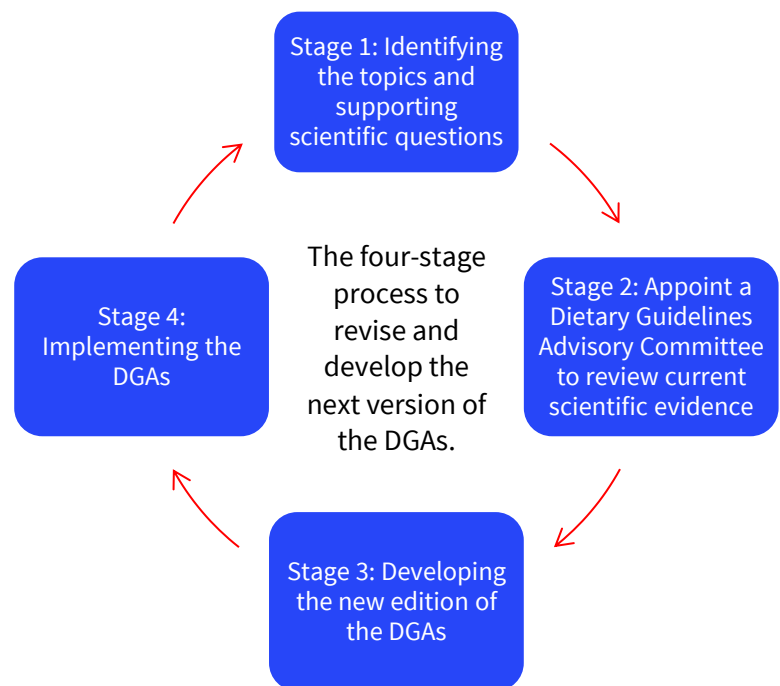 Stage 1: Identifying
the topics and
supporting
scientific questions
The four-stage
process to
revise and
develop the
next version of
the DGAs.
Stage 2: Appoint a
Dietary Guidelines
Advisory Committee
to review current
scientific evidence
Stage 3: Developing
the new edition of
the DGAs
Stage 4:
Implementing the
DGAs